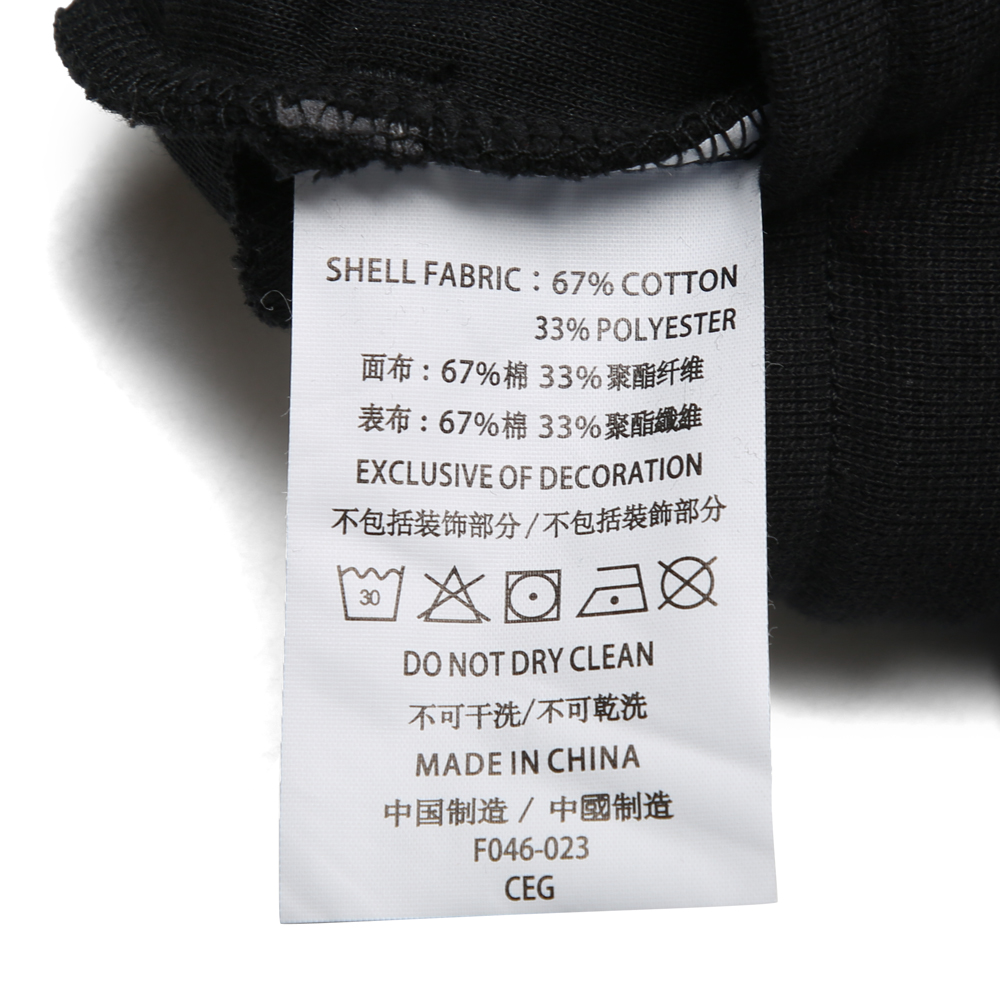 SHELL FABRIC：67% COTTON
33% POLYESTER
面布：67%棉 33%聚酯纤维
表布：67%棉 33%聚酯纖維
EXCLUSIVE OF DECORATION
不包括装饰部分/不包括裝飾部分
30
DO NOT DRY CLEAN
不可干洗/不可乾洗
MADE IN CHINA
中国制造 / 中國制造
F046-023
CEG